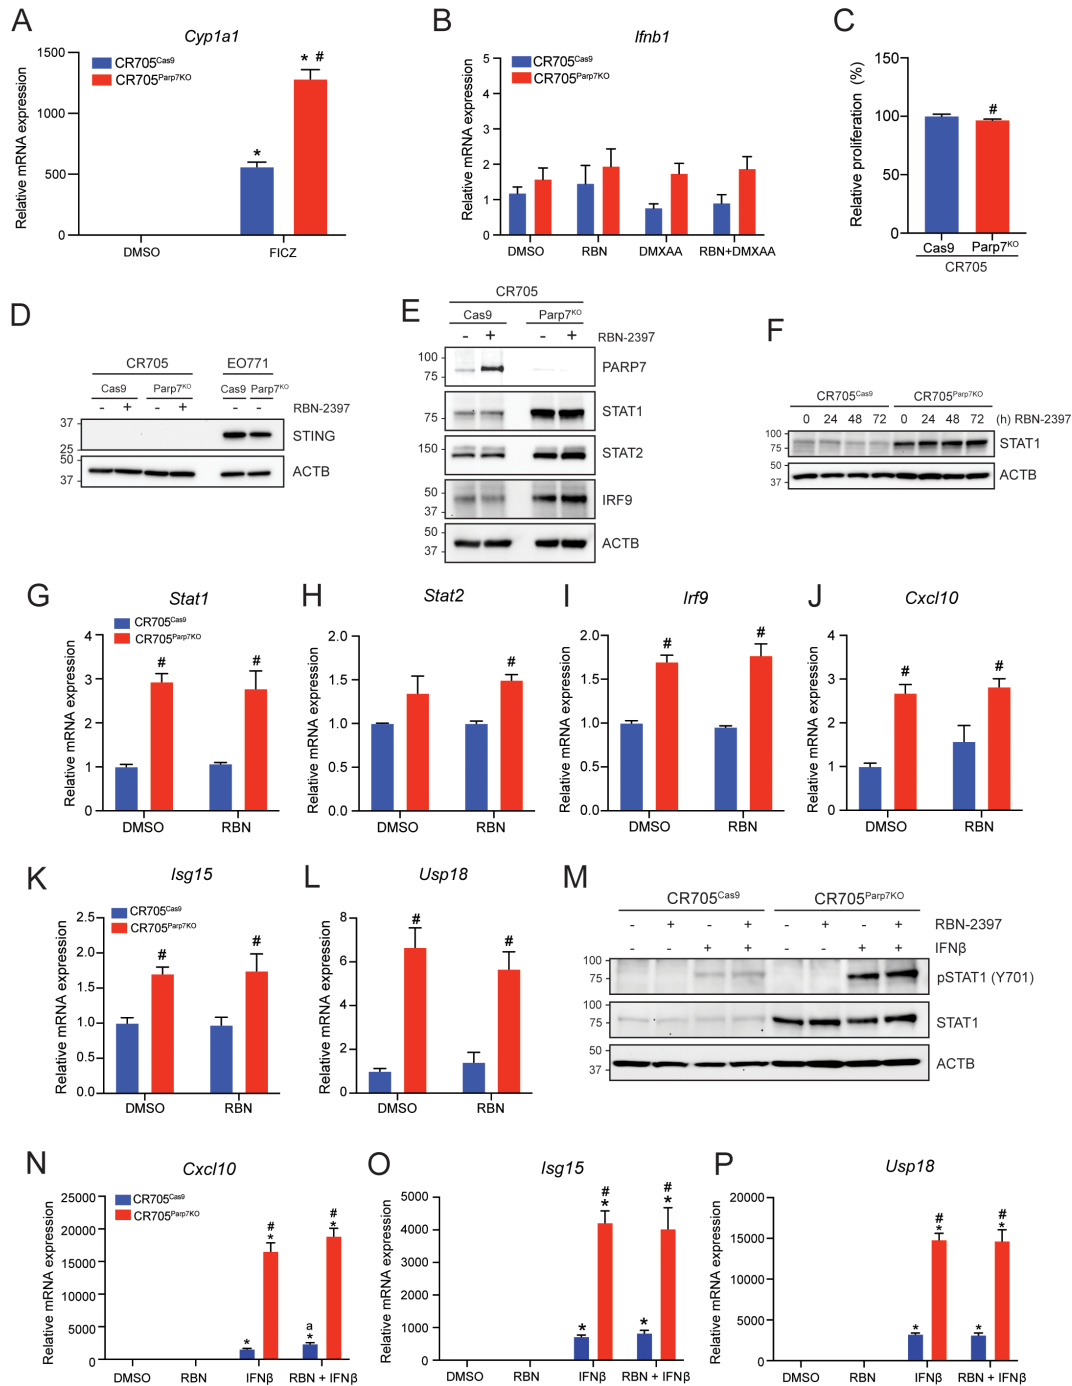 A
Cyp1a1
Relative mRNA expression
1500
1000
500
0
CR705Cas9
CR705Parp7KO
*
* #
DMSO
FICZ
B
Ifnb1
Relative mRNA expression
5
4
3
2
1
0
CR705Cas9
CR705Parp7KO
DMSO
RBN
DMXAA
RBN+DMXAA
C
Relative proliferation (%)
150
100
50
0
#
Cas9
Parp7KO
CR705
D
CR705
EO771
Cas9
Parp7KO
Cas9
Parp7KO
- + - + - -
RBN-2397
37
25
STING
50
37
ACTB
E
CR705
Cas9
Parp7KO
- + - +
RBN-2397
100
75
PARP7
75
STAT1
150
STAT2
50
37
IRF9
50
37
ACTB
F
CR705Cas9
CR705Parp7KO
0 24 48 72 0 24 48 72 (h) RBN-2397
100
75
STAT1
50
37
ACTB
G
Stat1
CR705Cas9
CR705Parp7KO
Relative mRNA expression
4
3
2
1
0
#
#
DMSO
RBN
H
Stat2
Relative mRNA expression
2.0
1.5
1.0
0.5
0.0
#
DMSO
RBN
I
Irf9
Relative mRNA expression
2.0
1.5
1.0
0.5
0.0
#
#
DMSO
RBN
J
Cxcl10
Relative mRNA expression
4
3
2
1
0
#
#
DMSO
RBN
K
Isg15
CR705Cas9
CR705Parp7KO
Relative mRNA expression
2.5
2.0
1.5
1.0
0.5
0.0
#
#
DMSO
RBN
L
Usp18
Relative mRNA expression
8
6
4
2
0
#
#
DMSO
RBN
M
CR705Cas9
CR705Parp7KO
- + - + - + - + RBN-2397
- - + + - - + + IFNβ
100
75
pSTAT1 (Y701)
100
75
STAT1
50
37
ACTB
N
Cxcl10
CR705Cas9
CR705Parp7KO
Relative mRNA expression
25000
20000
15000
10000
5000
0
*
#
*
a
*
#
*
DMSO
RBN
IFNβ
RBN + IFNβ
O
Isg15
Relative mRNA expression
5000
4000
3000
2000
1000
0
*
#
*
*
#
*
DMSO
RBN
IFNβ
RBN + IFNβ
P
Usp18
Relative mRNA expression
20000
15000
10000
5000
0
*
#
*
*
#
*
DMSO
RBN
IFNβ
RBN + IFNβ